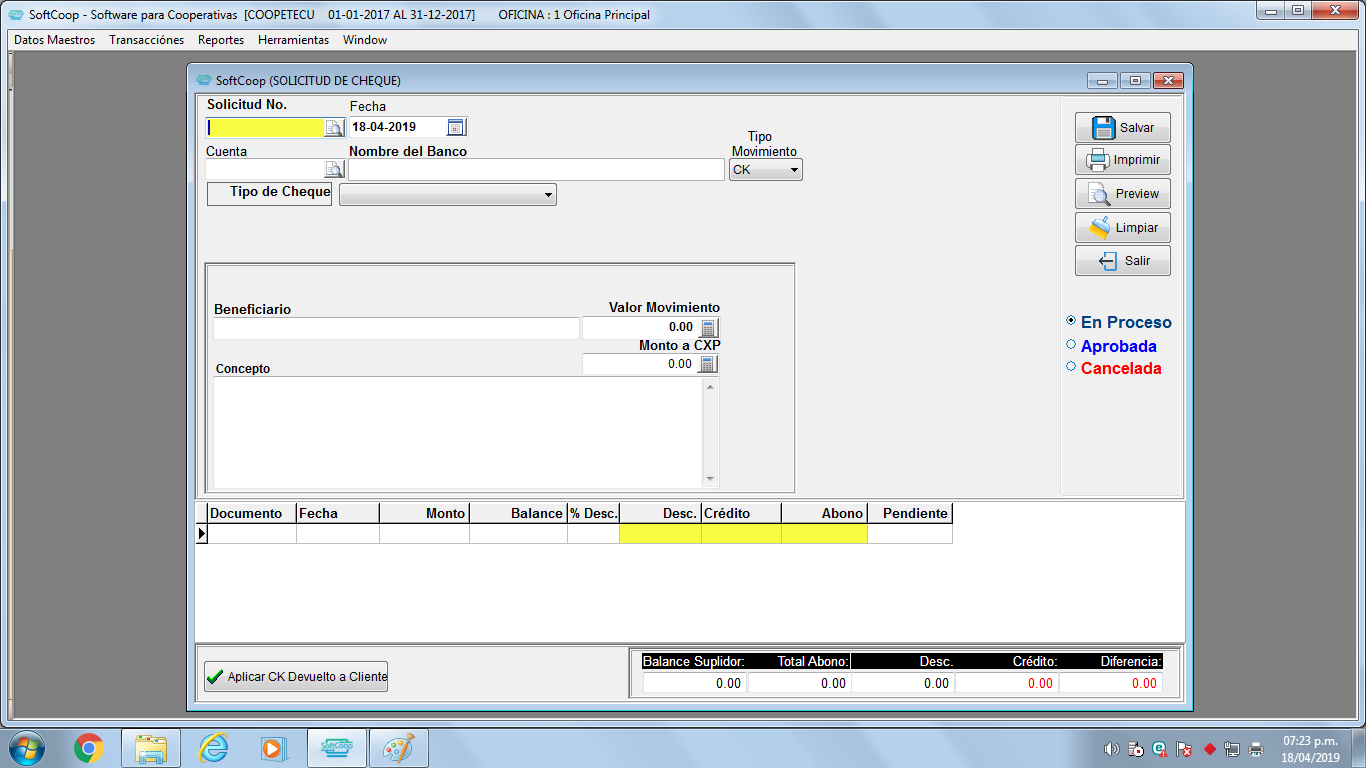 SoftCoop - Software para Cooperativas [COOPETECU 01-01-2017 AL 31-12-2017] OFICINA : 1 Oficina Principal
Datos Maestros Transacciónes Reportes Herramientas Window
SoftCoop (SOLICITUD DE CHEQUE)
Solicitud No. Fecha
18-04-2019
Tipo
Cuenta Nombre del Banco Movimiento
CK
Tipo de Cheque
Salvar
Imprimir
Preview
Limpiar
Salir
En Proceso
Aprobada
Cancelada
Beneficiario Valor Movimiento
0.00
Monto a CXP
0.00
Concepto
Documento Fecha Monto Balance % Desc. Desc. Crédito Abono Pendiente
Aplicar CK Devuelto a Cliente
Balance Suplidor: Total Abono: Desc. Crédito: Diferencia:
0.00 0.00 0.00 0.00 0.00
SoftCoop
07:23 p.m.
18/04/2019